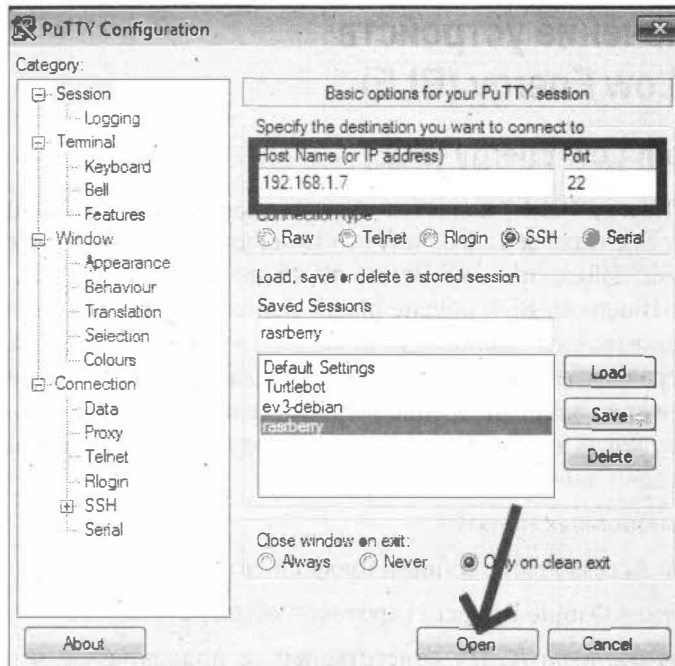 PuTTY Configuration
Category:
Session
Logging
Terminal
Keyboard
Bell
Features
Window
Appearance
Behaviour
Translation
Selection
Colours
Connection
Data
Proxy
Telnet
Rlogin
SSH
Serial
Basic options for your PuTTY session
Specify the destination you want to connect to
Host Name (or IP address) Port
192.168.1.7 22
Connection type:
Raw Telnet Rlogin SSH Serial
Load, save or delete a stored session
Saved Sessions
rasrberry
Default Settings
Turtlebot
ev3-debian
rasrberry
Load
Save
Delete
Close window on exit:
Always Never Only on clean exit
About Open Cancel